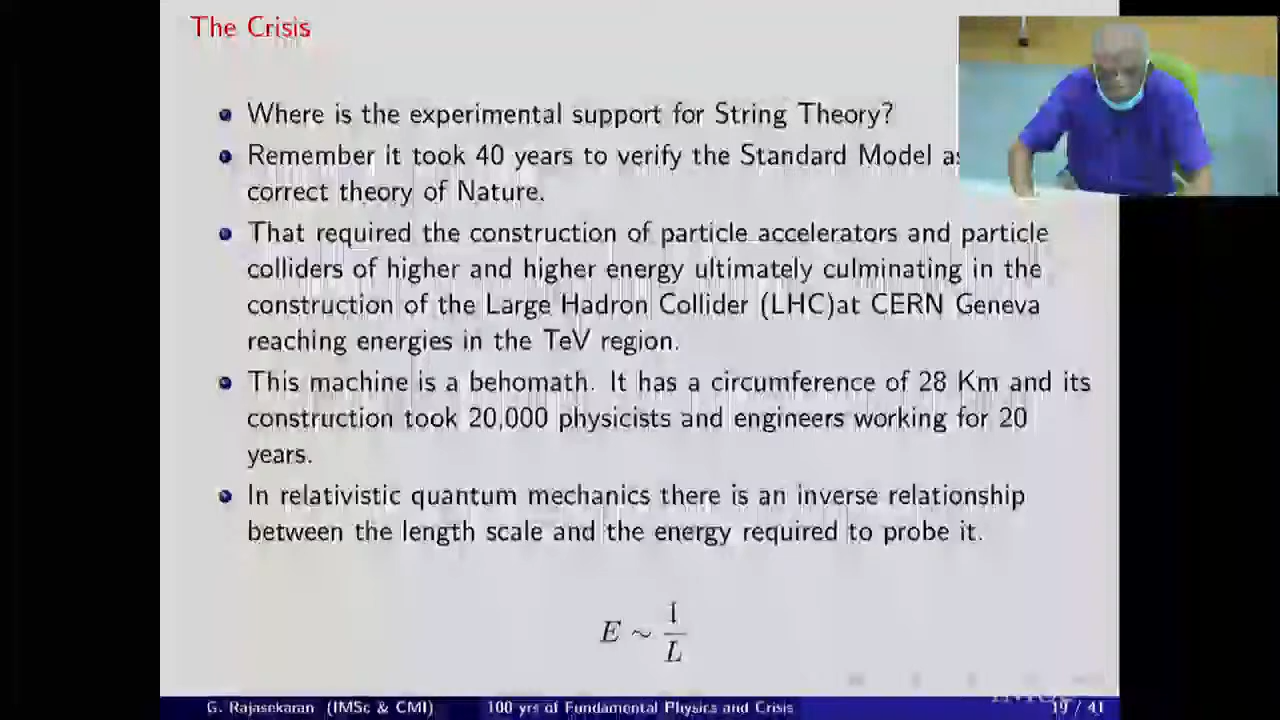 The Crisis
Where is the experimental support for String Theory?
Remember it took 40 years to verify the Standard Model
correct theory of Nature.
That required the construction of particle accelerators and particle
colliders of higher and higher energy ultimately culminating in the
construction of the Large Hadron Collider (LHC)at CERN Geneva
reaching energies in the TeV region.
This machine is a behomath. It has a circumference of 28 Km and its
construction took 20,000 physicists and engineers working for 20
years.
In relativistic quantum mechanics there is an inverse relationship
between the length scale and the energy required to probe it.
E ∼ 1/L
G. Rajasekaran (IMSc & CMI) 100 yrs of Fundamental Physics and Crisis 19 / 41